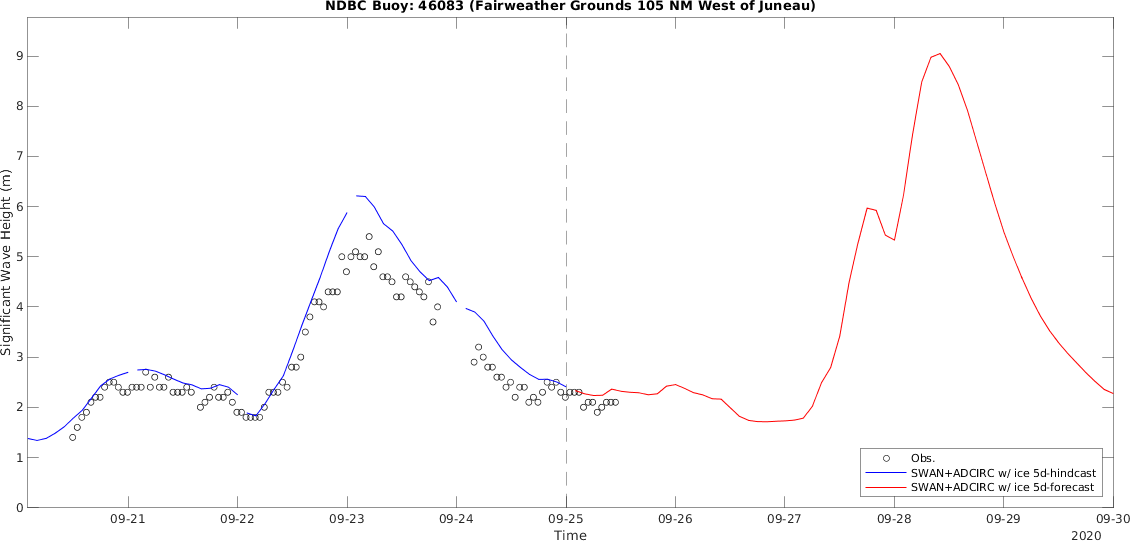 NDBC Buoy: 46083 (Fairweather Grounds 105 NM West of Juneau)
Significant Wave Height (m)
9
8
7
6
5
4
3
2
1
0
Obs.
SWAN+ADCIRC w/ ice 5d-hindcast
SWAN+ADCIRC w/ ice 5d-forecast
09-21 09-22 09-23 09-24 09-25 09-26 09-27 09-28 09-29 09-30
Time
2020